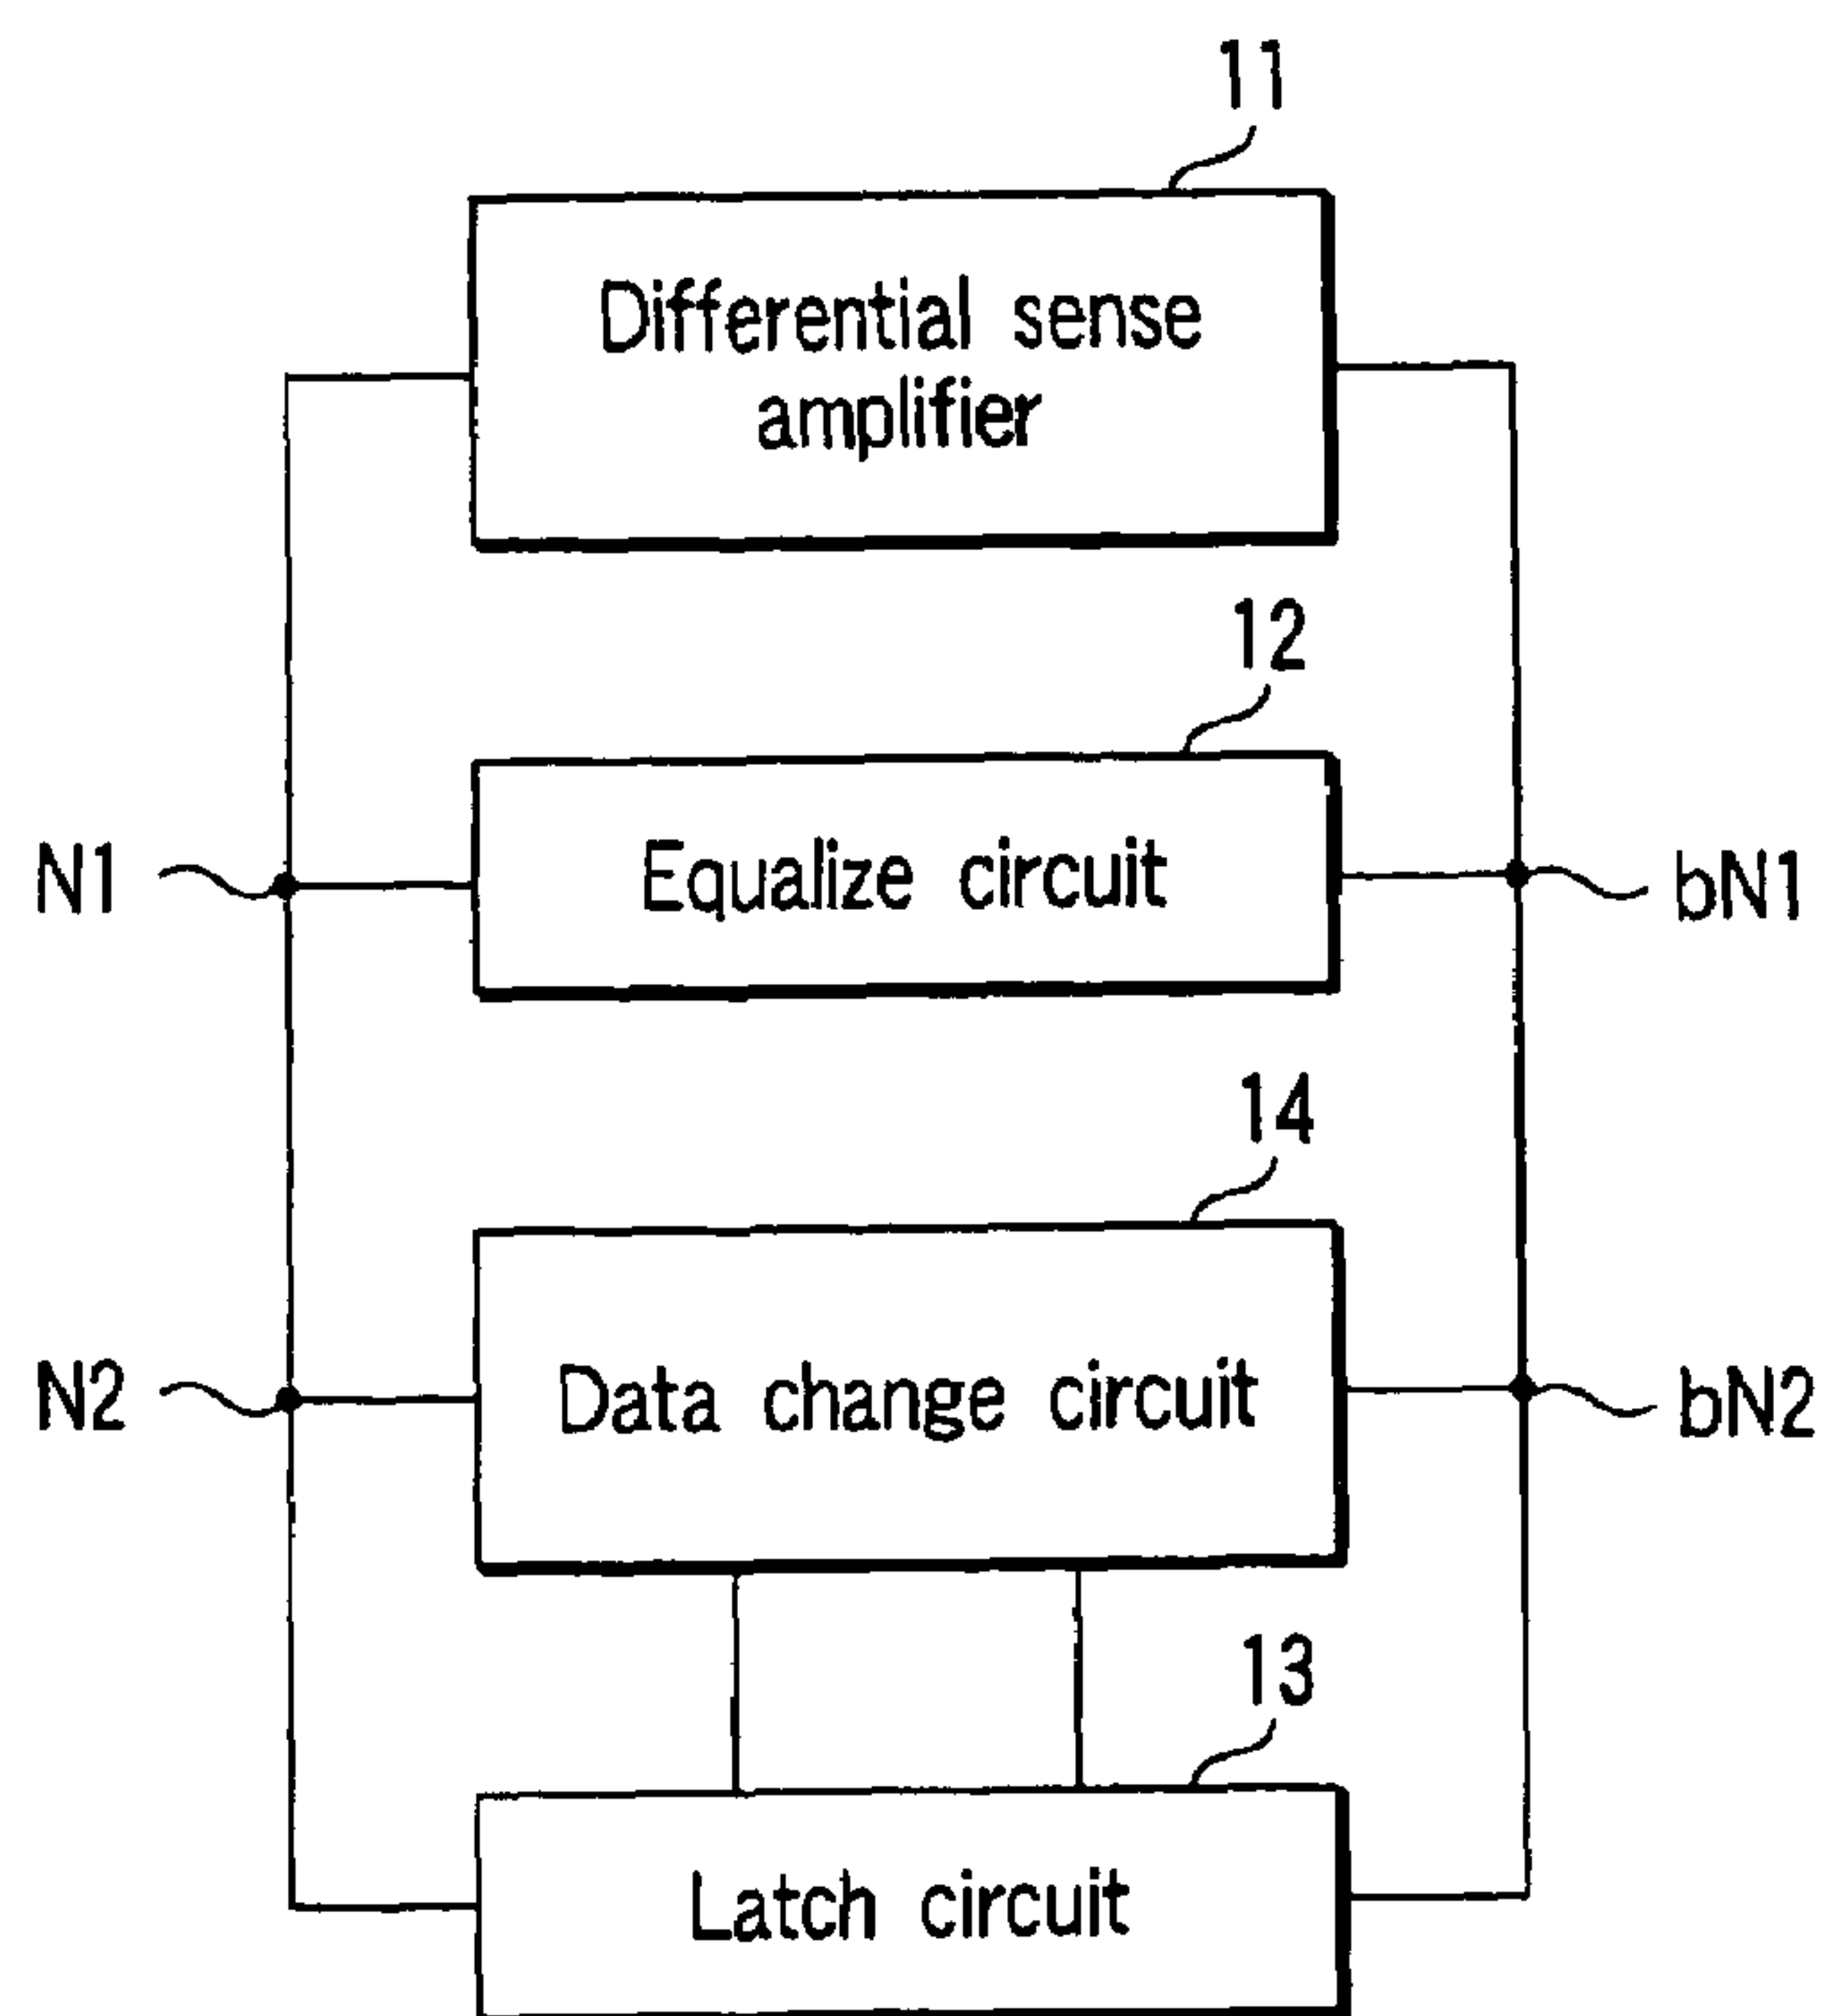 11
Differential sense
amplifier
12
N1
Equalize circuit
bN1
14
N2
Data change circuit
bN2
13
Latch circuit